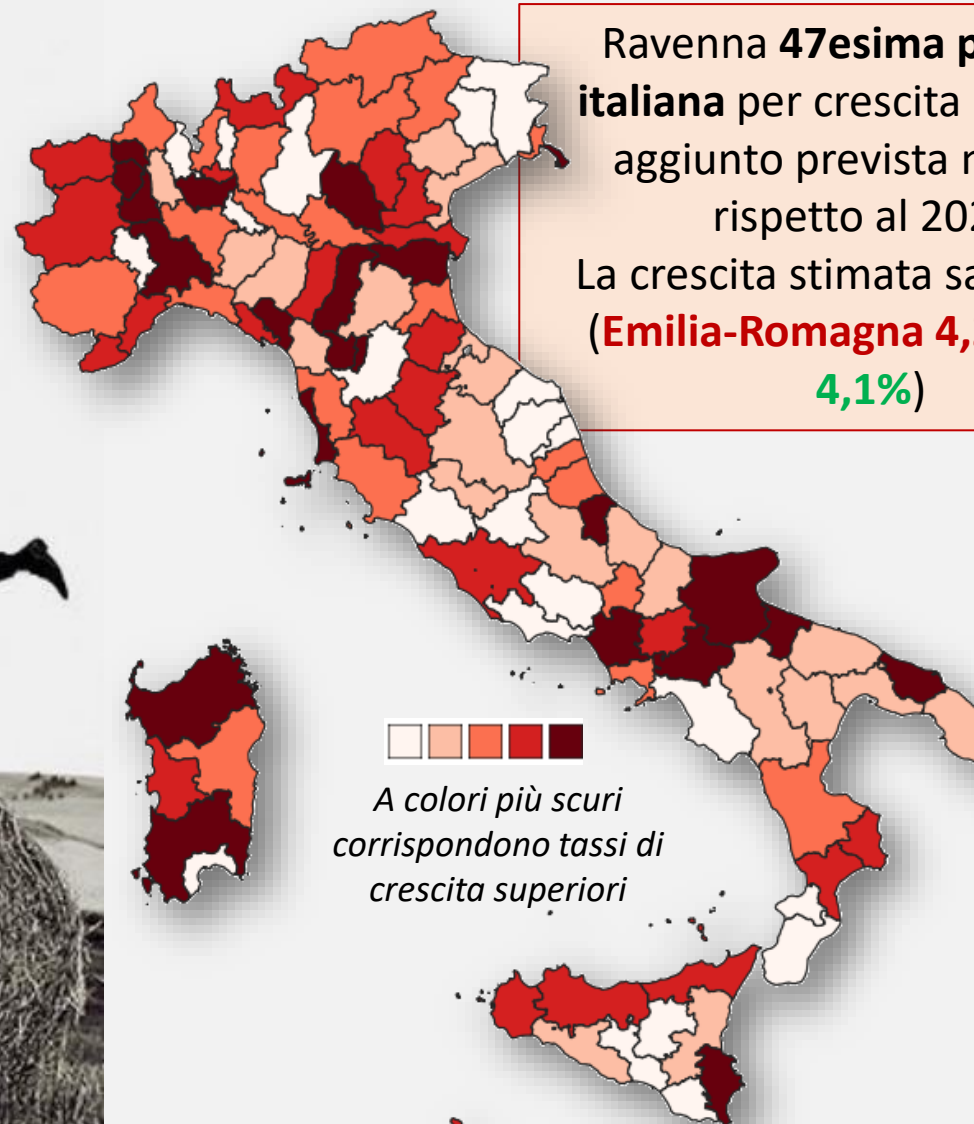 Ravenna 47esima p
italiana per crescita
aggiunto prevista
rispetto al 202
La crescita stimata sa
(Emilia-Romagna 4,
4,1%)
A colori più scuri
corrispondono tassi di
crescita superiori